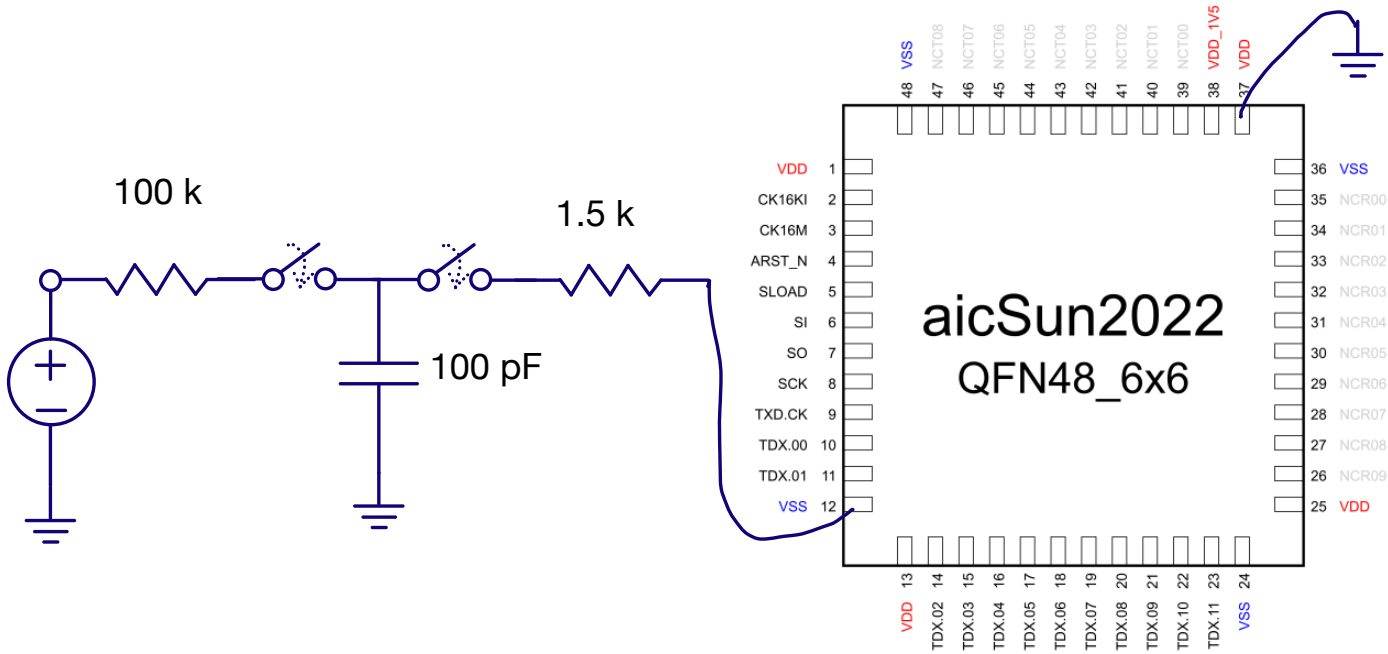 100 k
1.5 k
100 pF
+
−
aicSun2022
QFN48_6x6
VDD 1
CK16KI 2
CK16M 3
ARST_N 4
SLOAD 5
SI 6
SO 7
SCK 8
TXD.CK 9
TDX.00 10
TDX.01 11
VSS 12
13 VDD
14 TDX.02
15 TDX.03
16 TDX.04
17 TDX.05
18 TDX.06
19 TDX.07
20 TDX.08
21 TDX.09
22 TDX.10
23 TDX.11
24 VSS
25 VDD
26 NCR09
27 NCR08
28 NCR07
29 NCR06
30 NCR05
31 NCR04
32 NCR03
33 NCR02
34 NCR01
35 NCR00
36 VSS
37 VDD
38 VDD_1V5
39 NCT00
40 NCT01
41 NCT02
42 NCT03
43 NCT04
44 NCT05
45 NCT06
46 NCT07
47 NCT08
48 VSS